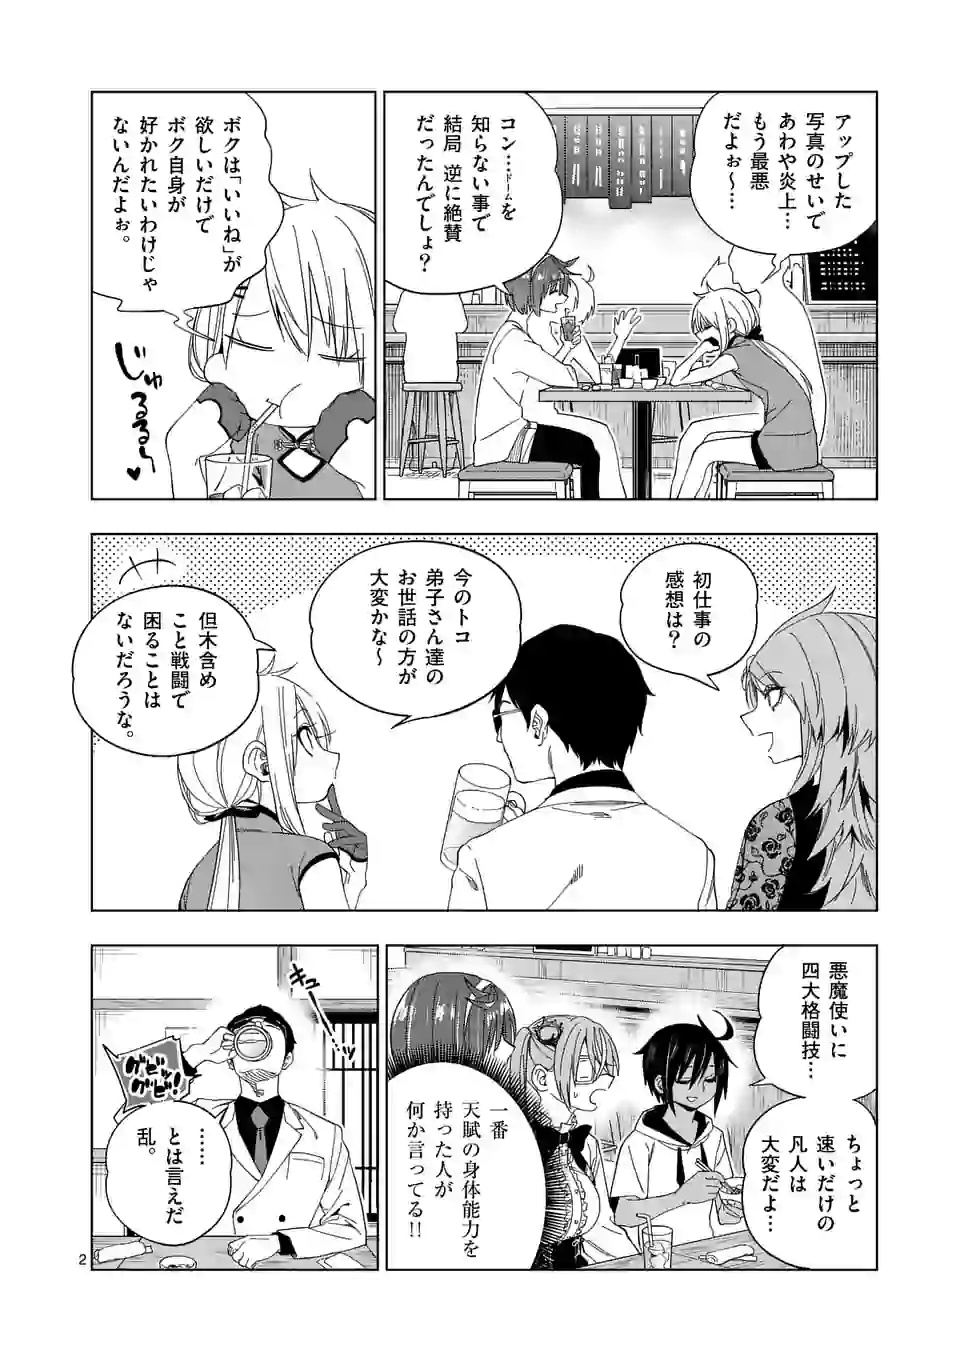 アップした
写真のせいで
あわや炎上…
もう最悪
だよぉ〜…
コン…ドームを
知らない事で
結局 逆に絶賛
だったんでしょ？
ボクは「いいね」が
欲しいだけで
ボク自身が
好かれたいわけじゃ
ないんだよぉ。
じゅるるる〜♥
初仕事の
感想は？
今のトコ
弟子さん達の
お世話の方が
大変かな〜
但木含め
こと戦闘で
困ることは
ないだろうな。
悪魔使いに
四大格闘技…
ちょっと
速いだけの
凡人は
大変だよ…
一番
天賦の身体能力を
持った人が
何か言ってる!!
キュー…ッ
グビッ
グビ!
……
とは言えだ
乱。
2